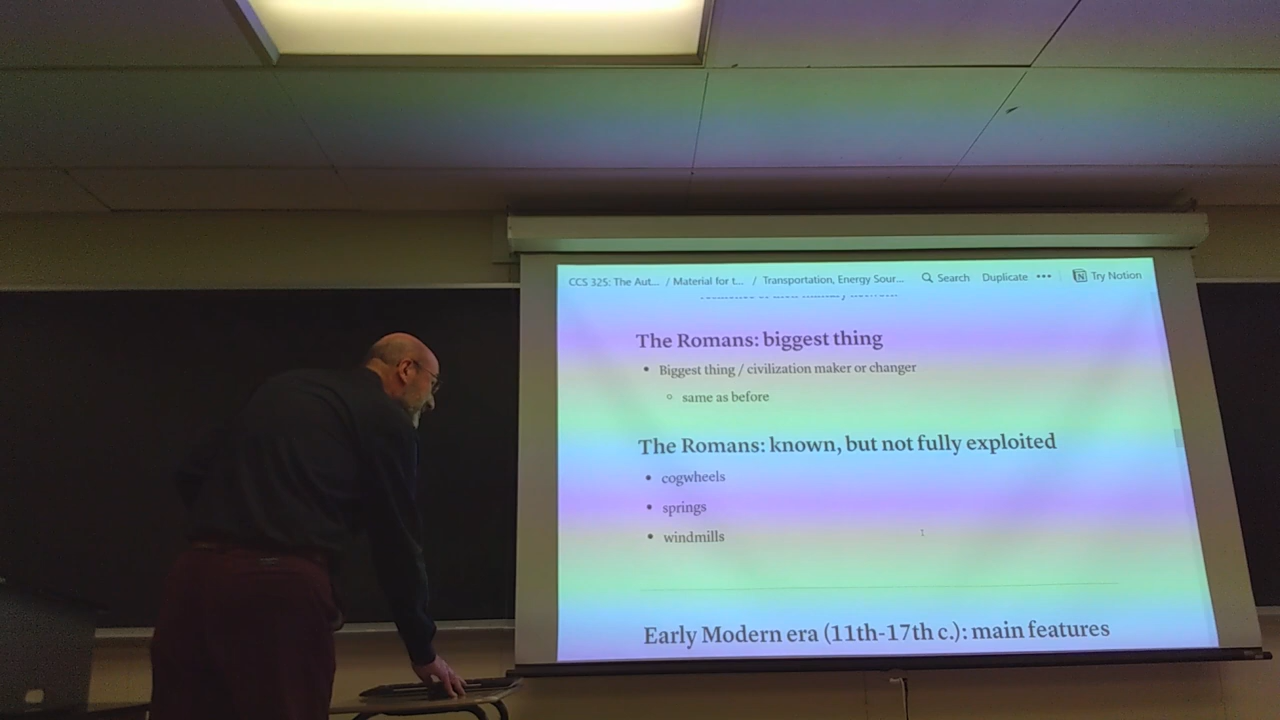 CCS 325: The Aut... / Material for t... / Transportation, Energy Sour... Search Duplicate ••• Try Notion
The Romans: biggest thing
• Biggest thing / civilization maker or changer
◦ same as before
The Romans: known, but not fully exploited
• cogwheels
• springs
• windmills
Early Modern era (11th-17th c.): main features